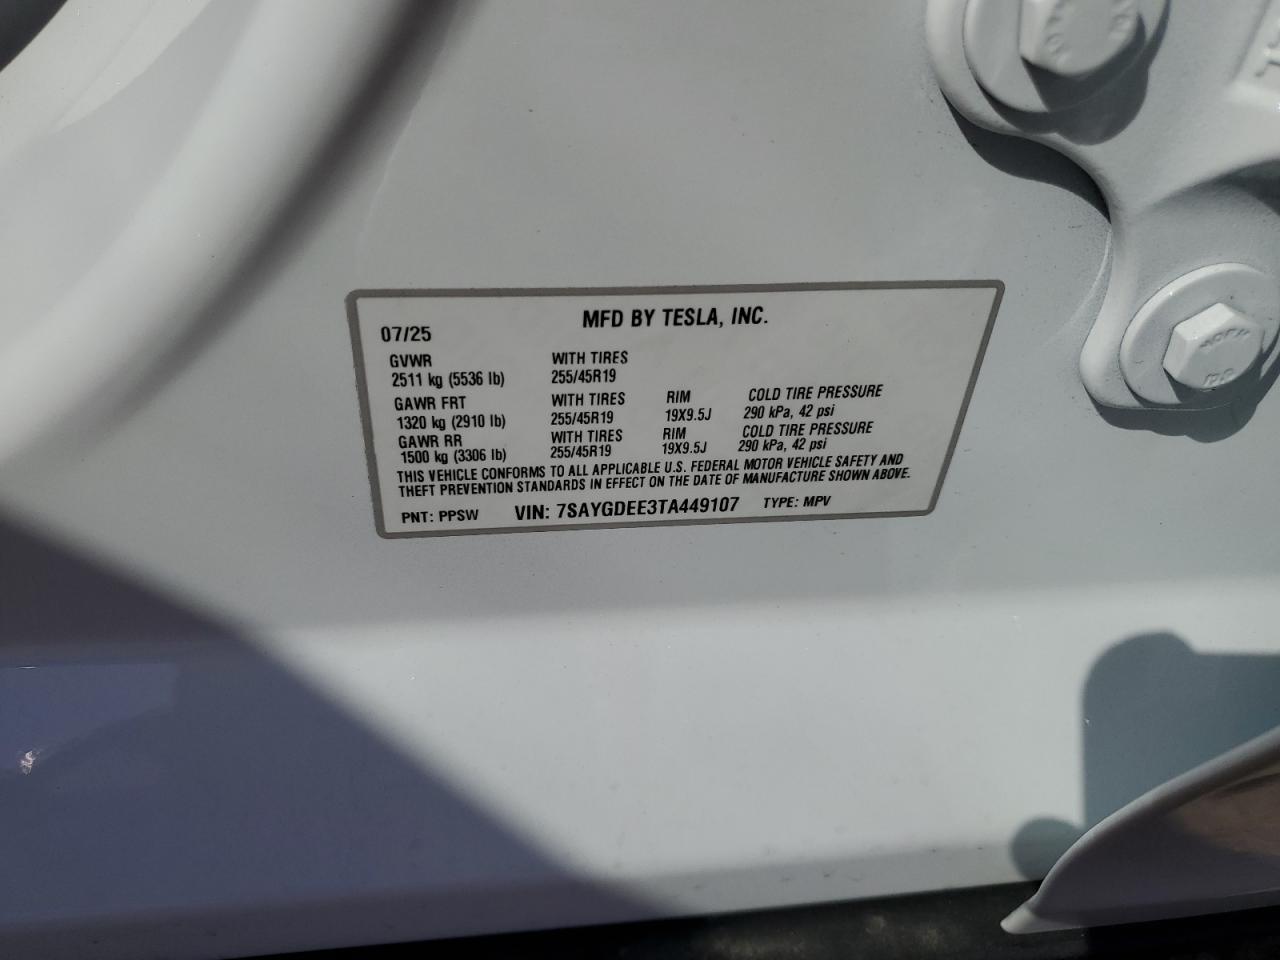 MFD BY TESLA, INC.
07/25
GVWR WITH TIRES
2511 kg (5536 lb) 255/45R19
GAWR FRT WITH TIRES RIM COLD TIRE PRESSURE
1320 kg (2910 lb) 255/45R19 19X9.5J 290 kPa, 42 psi
GAWR RR WITH TIRES RIM COLD TIRE PRESSURE
1500 kg (3306 lb) 255/45R19 19X9.5J 290 kPa, 42 psi
THIS VEHICLE CONFORMS TO ALL APPLICABLE U.S. FEDERAL MOTOR VEHICLE SAFETY AND
THEFT PREVENTION STANDARDS IN EFFECT ON THE DATE OF MANUFACTURE SHOWN ABOVE.
PNT: PPSW VIN: 7SAYGDEE3TA449107 TYPE: MPV